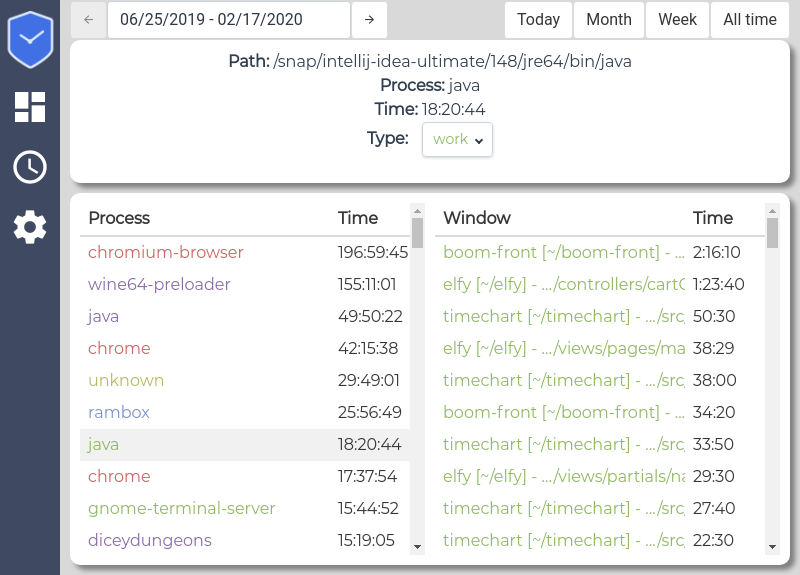 ← 06/25/2019 - 02/17/2020 → Today Month Week All time
Path: /snap/intellij-idea-ultimate/148/jre64/bin/java
Process: java
Time: 18:20:44
Type: work
Process Time Window Time
chromium-browser 196:59:45 boom-front [~/boom-front] - ... 2:16:10
wine64-preloader 155:11:01 elfy [~/elfy] - .../controllers/cart 1:23:40
java 49:50:22 timechart [~/timechart] - .../src 50:30
chrome 42:15:38 elfy [~/elfy] - .../views/pages/ma 38:29
unknown 29:49:01 timechart [~/timechart] - .../src 38:00
rambox 25:56:49 boom-front [~/boom-front] - ... 34:20
java 18:20:44 timechart [~/timechart] - .../src 33:50
chrome 17:37:54 elfy [~/elfy] - .../views/partials/na 29:30
gnome-terminal-server 15:44:52 timechart [~/timechart] - .../src 27:40
diceydungeons 15:19:05 timechart [~/timechart] - .../src 22:30